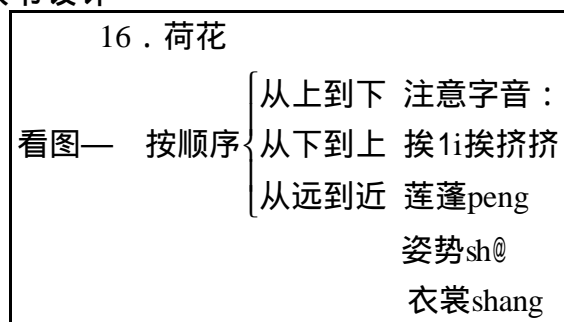 16．荷花
从上到下 注意字音：
看图— 按顺序 从下到上 挨1i挨挤挤
从远到近 莲蓬peng
姿势sh@
衣裳shang